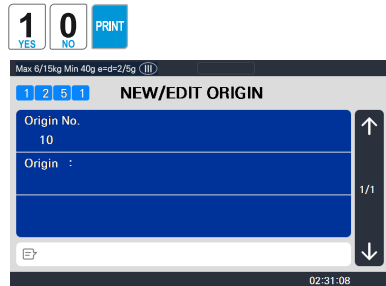 1 0 PRINT
YES NO
Max 6/15kg Min 40g e=d=2/5g III
1 2 5 1 NEW/EDIT ORIGIN
Origin No.
10
Origin :
1/1
02:31:08